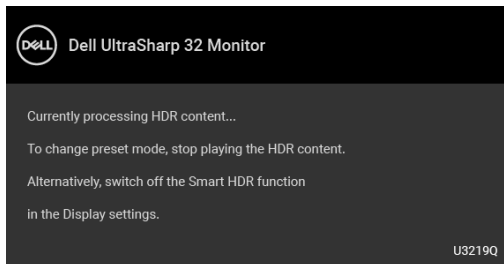 DELL Dell UltraSharp 32 Monitor
Currently processing HDR content...
To change preset mode, stop playing the HDR content.
Alternatively, switch off the Smart HDR function
in the Display settings.
U3219Q